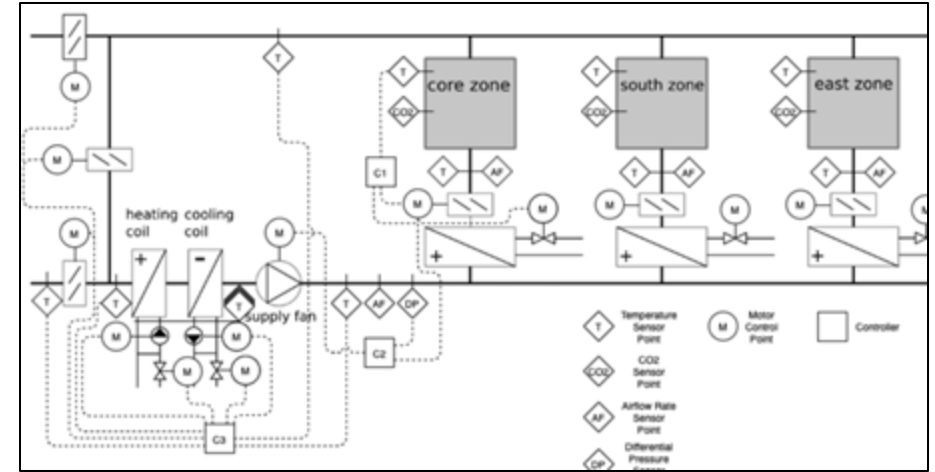 T
M
T
core zone
CO2
T
south zone
CO2
T
east zone
CO2
M
C1
T
AF
T
AF
T
AF
M
M
M
M
M
heating cooling
coil coil
M
M
+
-
+
+
+
T
T
T
supply fan
T
AF
DP
M
M
C2
M
M
C3
T
Temperature
Sensor
Point
M
Motor
Control
Point
Controller
CO2
CO2
Sensor
Point
AF
Airflow Rate
Sensor
Point
DP
Differential
Pressure
Sensor